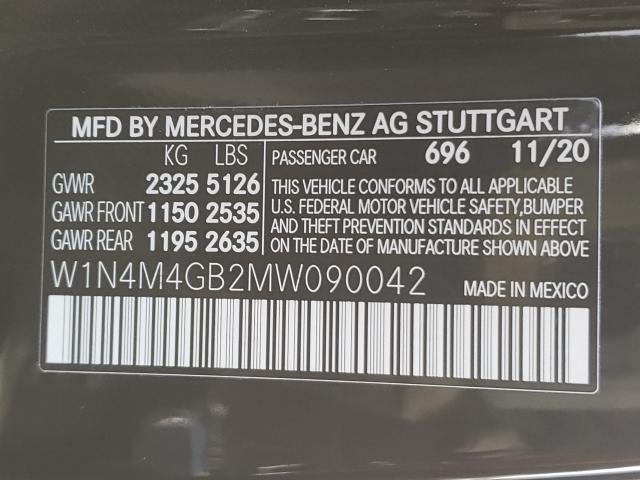 MFD BY MERCEDES-BENZ AG STUTTGART
KG LBS
GVWR 2325 5126
GAWR FRONT 1150 2535
GAWR REAR 1195 2635
PASSENGER CAR 696 11/20
THIS VEHICLE CONFORMS TO ALL APPLICABLE
U.S. FEDERAL MOTOR VEHICLE SAFETY,BUMPER
AND THEFT PREVENTION STANDARDS IN EFFECT
ON THE DATE OF MANUFACTURE SHOWN ABOVE
W1N4M4GB2MW090042 MADE IN MEXICO